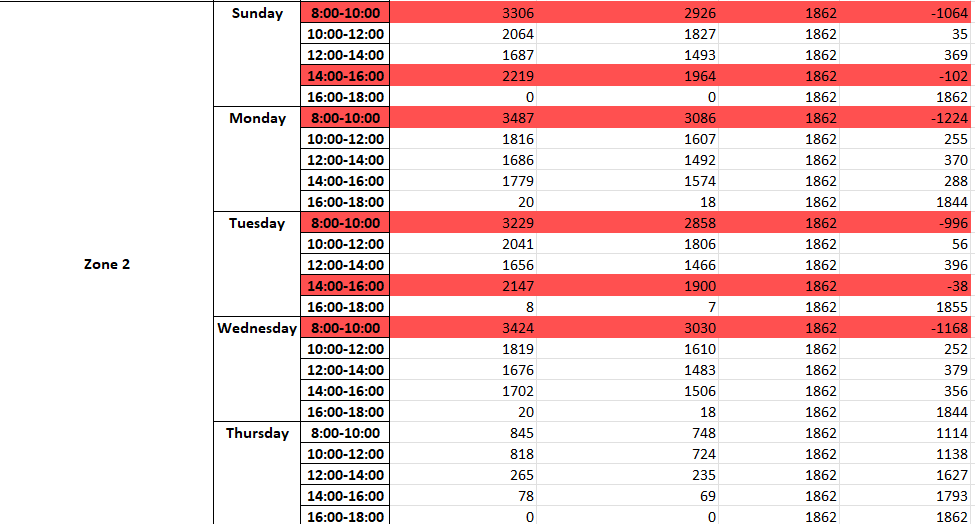 Sunday 8:00-10:00 3306 2926 1862 -1064
10:00-12:00 2064 1827 1862 35
12:00-14:00 1687 1493 1862 369
14:00-16:00 2219 1964 1862 -102
16:00-18:00 0 0 1862 1862
Monday 8:00-10:00 3487 3086 1862 -1224
10:00-12:00 1816 1607 1862 255
12:00-14:00 1686 1492 1862 370
14:00-16:00 1779 1574 1862 288
16:00-18:00 20 18 1862 1844
Tuesday 8:00-10:00 3229 2858 1862 -996
10:00-12:00 2041 1806 1862 56
Zone 2 12:00-14:00 1656 1466 1862 396
14:00-16:00 2147 1900 1862 -38
16:00-18:00 8 7 1862 1855
Wednesday 8:00-10:00 3424 3030 1862 -1168
10:00-12:00 1819 1610 1862 252
12:00-14:00 1676 1483 1862 379
14:00-16:00 1702 1506 1862 356
16:00-18:00 20 18 1862 1844
Thursday 8:00-10:00 845 748 1862 1114
10:00-12:00 818 724 1862 1138
12:00-14:00 265 235 1862 1627
14:00-16:00 78 69 1862 1793
16:00-18:00 0 0 1862 1862